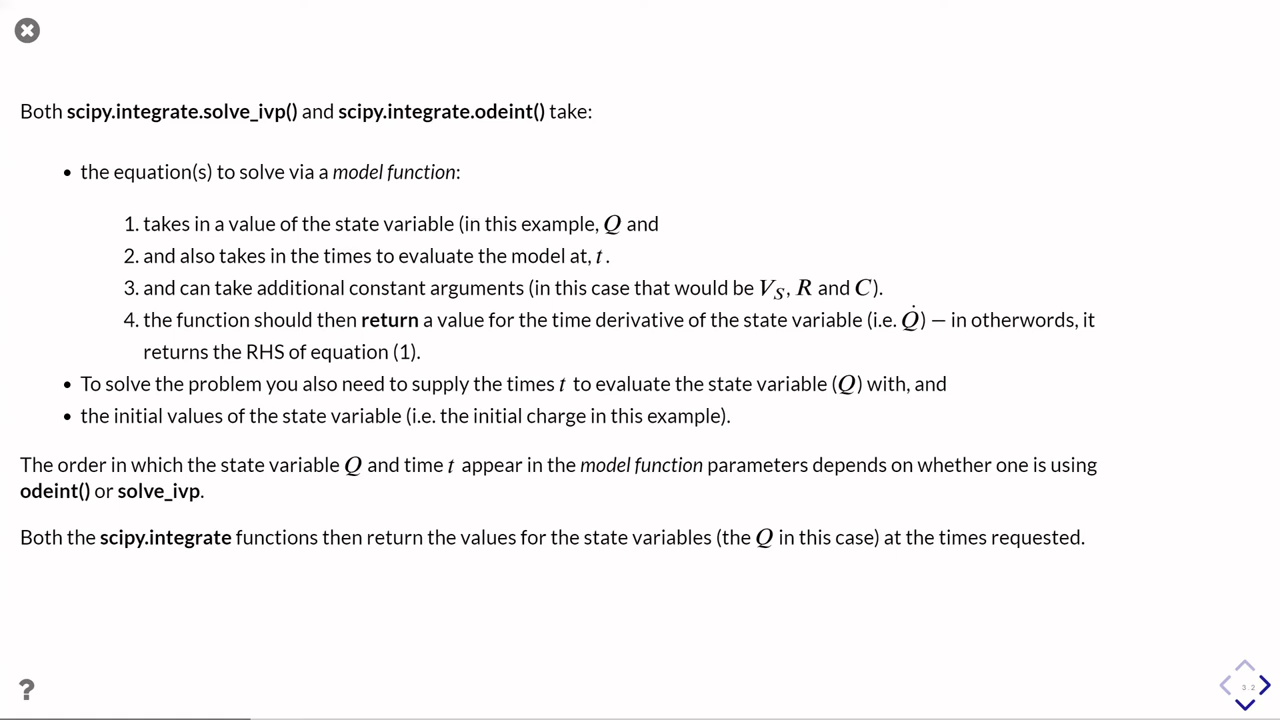 Both scipy.integrate.solve_ivp() and scipy.integrate.odeint() take:
• the equation(s) to solve via a model function:
1. takes in a value of the state variable (in this example, Q and
2. and also takes in the times to evaluate the model at, t.
3. and can take additional constant arguments (in this case that would be V_S, R and C).
4. the function should then return a value for the time derivative of the state variable (i.e. Q̇) — in otherwords, it
returns the RHS of equation (1).
• To solve the problem you also need to supply the times t to evaluate the state variable (Q) with, and
• the initial values of the state variable (i.e. the initial charge in this example).
The order in which the state variable Q and time t appear in the model function parameters depends on whether one is using
odeint() or solve_ivp.
Both the scipy.integrate functions then return the values for the state variables (the Q in this case) at the times requested.
?
3.2